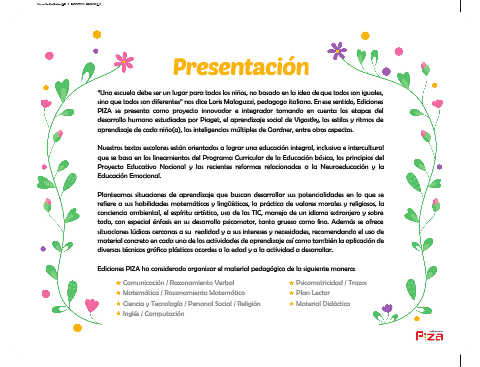 Presentación
"Una escuela debe ser un lugar para todos los niños, no basado en la idea de que todos son iguales,
sino que todos son diferentes" nos dice Loris Malaguzzi, pedagogo italiano. En ese sentido, Ediciones
PIZA se presenta como proyecto innovador e integrador tomando en cuenta las etapas del
desarrollo humano estudiadas por Piaget, el aprendizaje social de Vigostky, los estilos y ritmos de
aprendizaje de cada niño(a), las inteligencias múltiples de Gardner, entre otros aspectos.
Nuestros textos escolares están orientados a lograr una educación integral, inclusiva e intercultural
que se basa en los lineamientos del Programa Curricular de la Educación básica, los principios del
Proyecto Educativo Nacional y las recientes reformas relacionadas a la Neuroeducación y la
Educación Emocional.
Planteamos situaciones de aprendizaje que buscan desarrollar sus potencialidades en lo que se
refiere a sus habilidades matemáticas y lingüísticas, la práctica de valores morales y religiosos, la
conciencia ambiental, el espíritu artístico, uso de las TIC, manejo de un idioma extranjero y sobre
todo, con especial énfasis en su desarrollo psicomotor, tanto grueso como fino. Además se ofrece
situaciones lúdicas cercanas a su realidad y a sus intereses y necesidades, recomendando el uso de
material concreto en cada una de las actividades de aprendizaje así como también la aplicación de
diversas técnicas gráfico plásticas acordes a la edad y a la actividad a desarrollar.
Ediciones PIZA ha considerado organizar el material pedagógico de la siguiente manera:
Comunicación / Razonamiento Verbal
Matemática / Razonamiento Matemático
Ciencia y Tecnología / Personal Social / Religión
Inglés / Computación
Psicomotricidad / Trazos
Plan Lector
Material Didáctico
PIZA